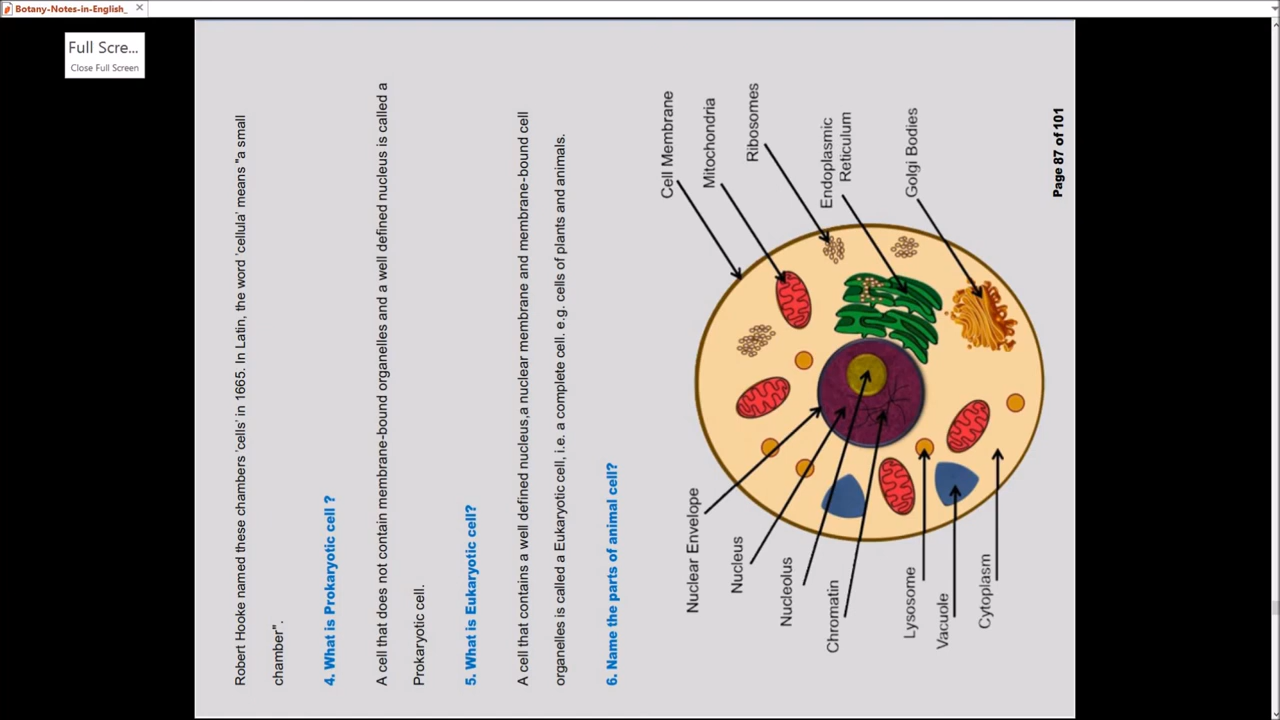 Botany-Notes-in-English_
Full Scre...
Close Full Screen
Robert Hooke named these chambers 'cells' in 1665. In Latin, the word 'cellula' means "a small
chamber".
4. What is Prokaryotic cell ?
A cell that does not contain membrane-bound organelles and a well defined nucleus is called a
Prokaryotic cell.
5. What is Eukaryotic cell?
A cell that contains a well defined nucleus,a nuclear membrane and membrane-bound cell
organelles is called a Eukaryotic cell, i.e. a complete cell. e.g. cells of plants and animals.
6. Name the parts of animal cell?
Nuclear Envelope
Nucleus
Nucleolus
Chromatin
Lysosome
Vacuole
Cytoplasm
Cell Membrane
Mitochondria
Ribosomes
Endoplasmic
Reticulum
Golgi Bodies
Page 87 of 101